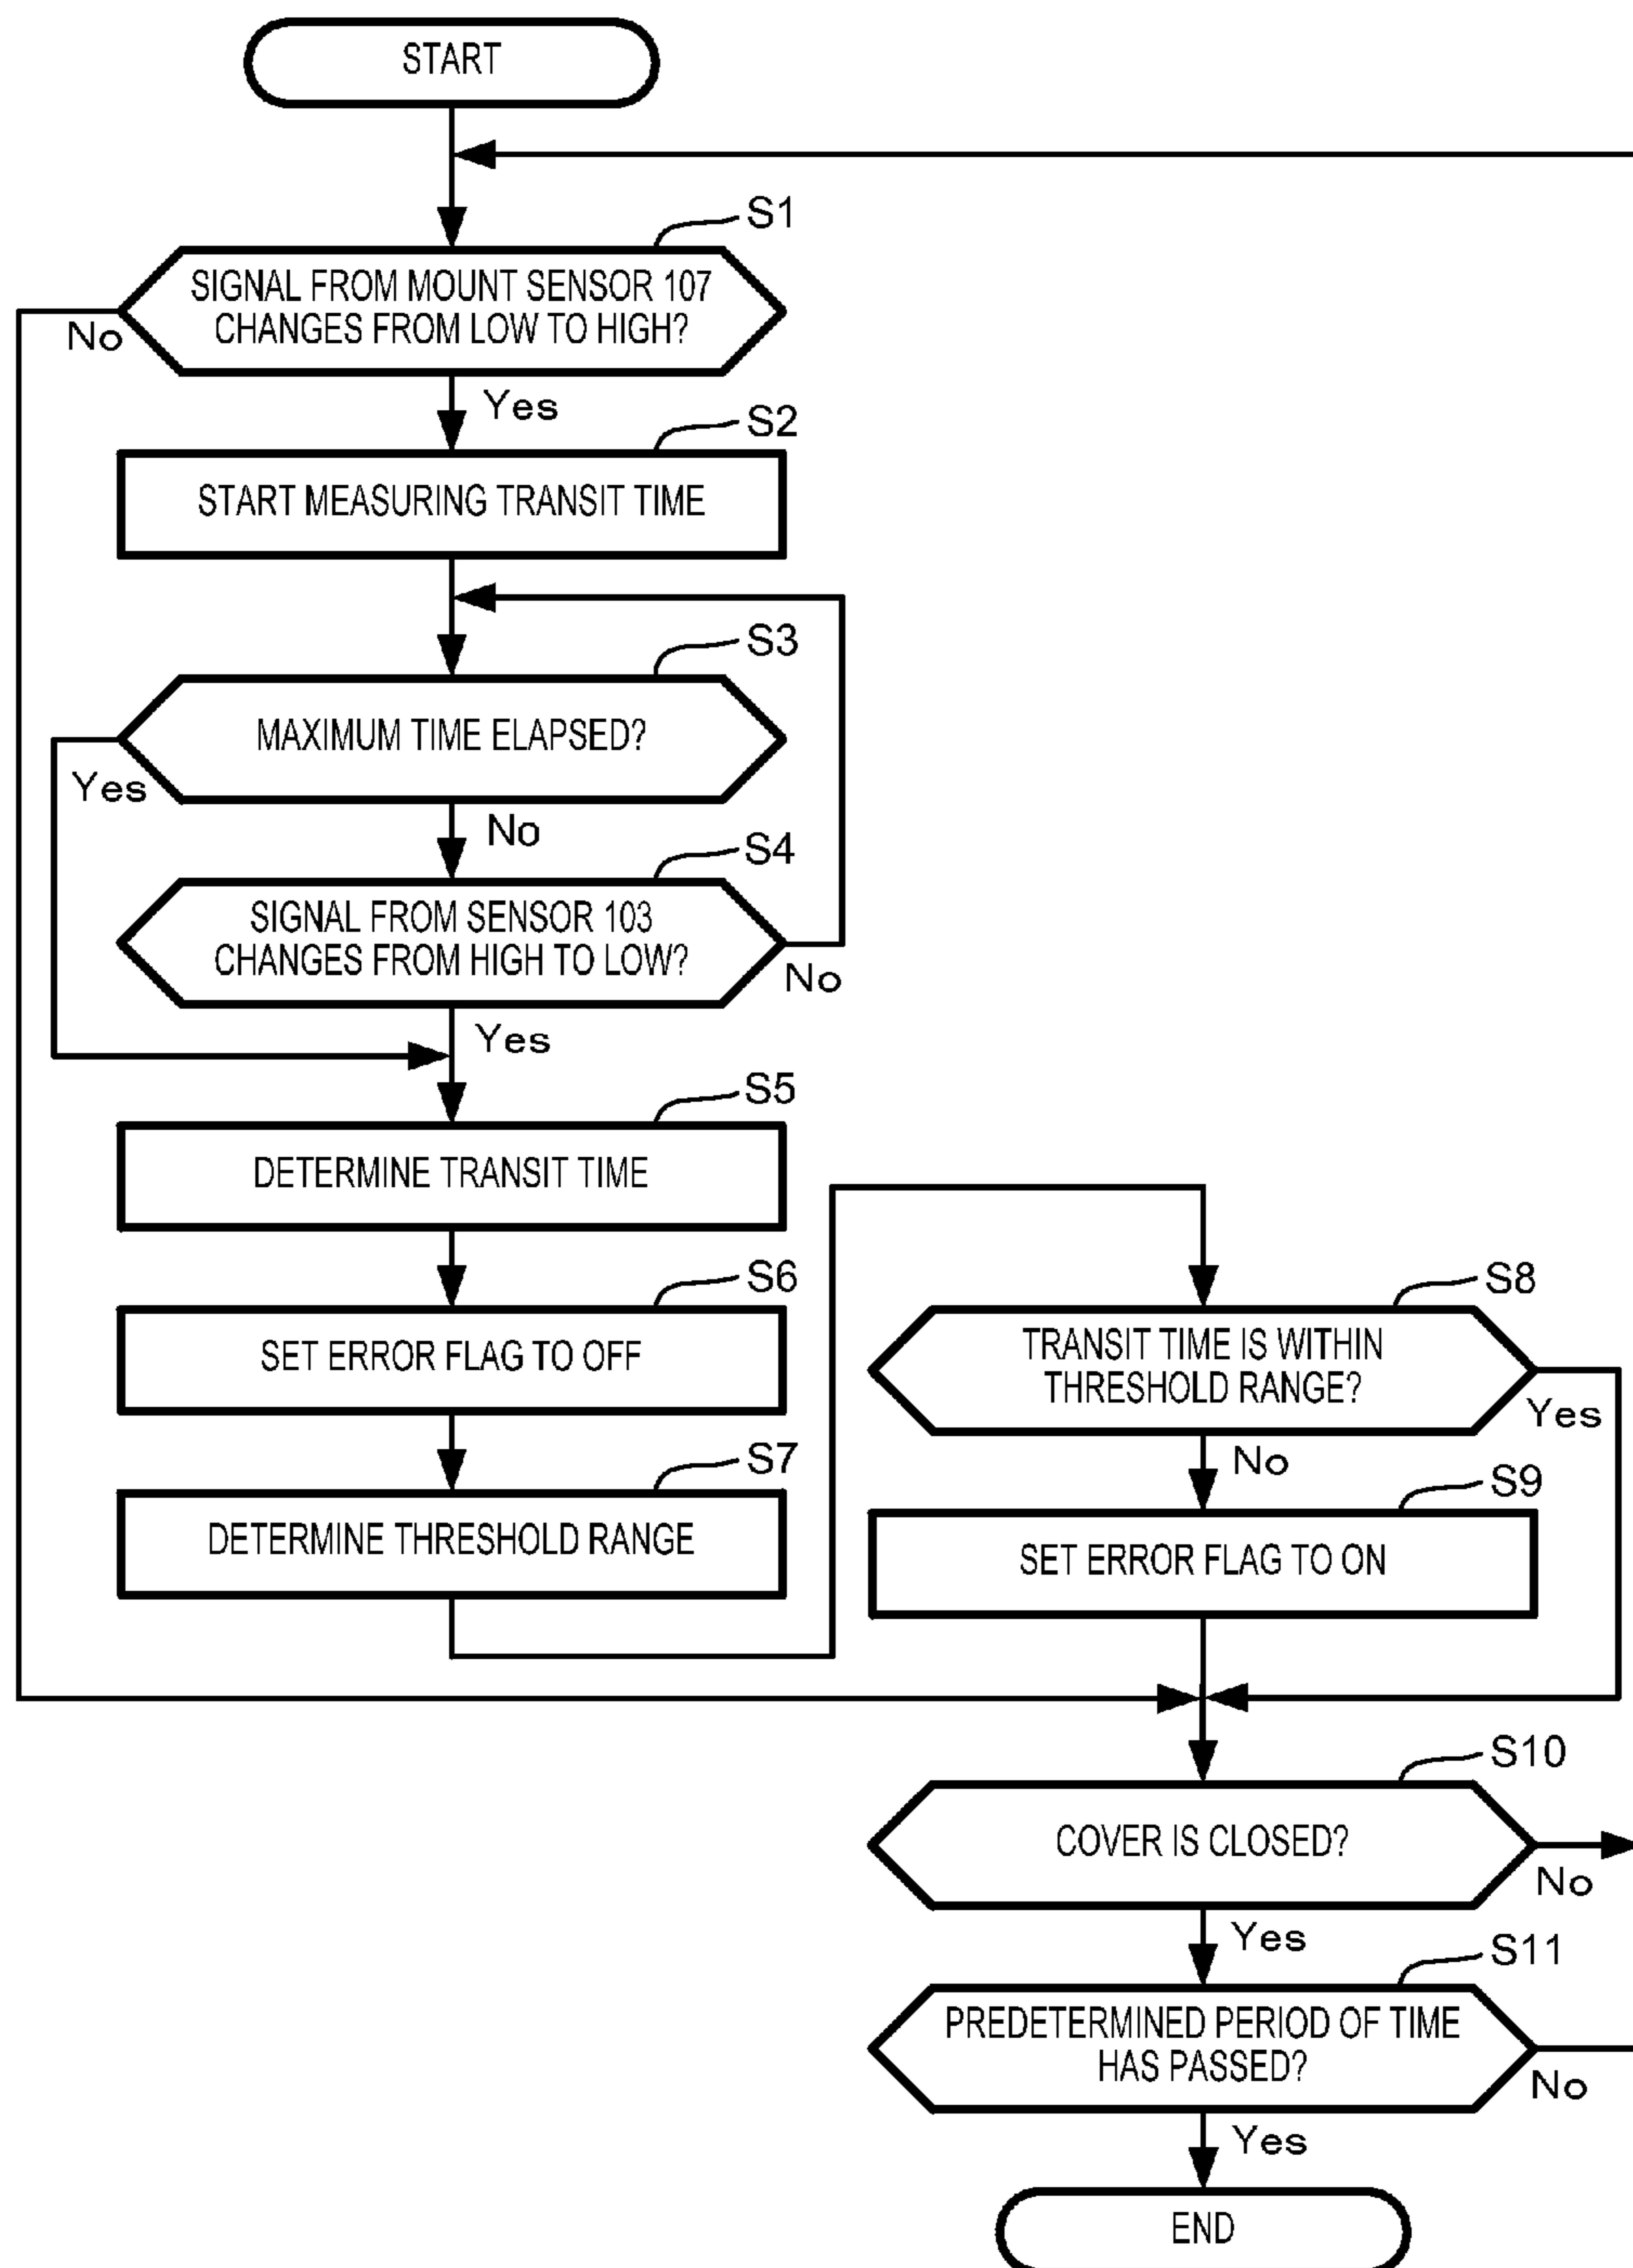 START
S1
SIGNAL FROM MOUNT SENSOR 107
CHANGES FROM LOW TO HIGH?
No
Yes
S2
START MEASURING TRANSIT TIME
S3
MAXIMUM TIME ELAPSED?
Yes
No
S4
SIGNAL FROM SENSOR 103
CHANGES FROM HIGH TO LOW?
No
Yes
S5
DETERMINE TRANSIT TIME
S6
SET ERROR FLAG TO OFF
S7
DETERMINE THRESHOLD RANGE
S8
TRANSIT TIME IS WITHIN
THRESHOLD RANGE?
Yes
No
S9
SET ERROR FLAG TO ON
S10
COVER IS CLOSED?
No
Yes
S11
PREDETERMINED PERIOD OF TIME
HAS PASSED?
No
Yes
END